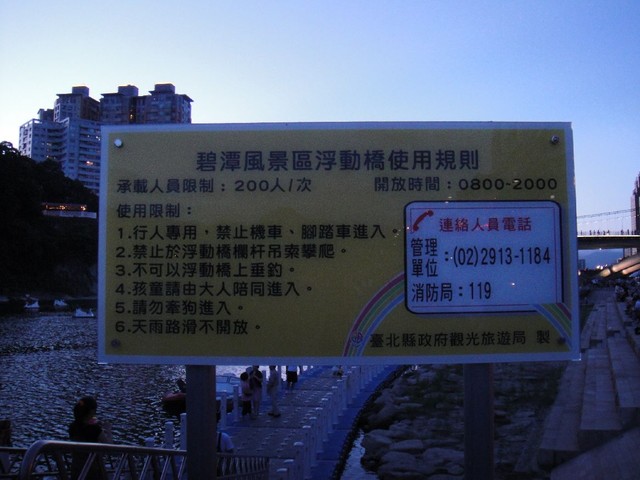 碧潭風景區浮動橋使用規則
承載人員限制：200人/次 開放時間：0800-2000
使用限制：
1.行人專用，禁止機車、腳踏車進入。
2.禁止於浮動橋欄杆吊索攀爬。
3.不可以浮動橋上垂釣。
4.孩童請由大人陪同進入。
5.請勿牽狗進入。
6.天雨路滑不開放。
連絡人員電話
管理單位：(02)2913-1184
消防局：119
臺北縣政府觀光旅遊局 製